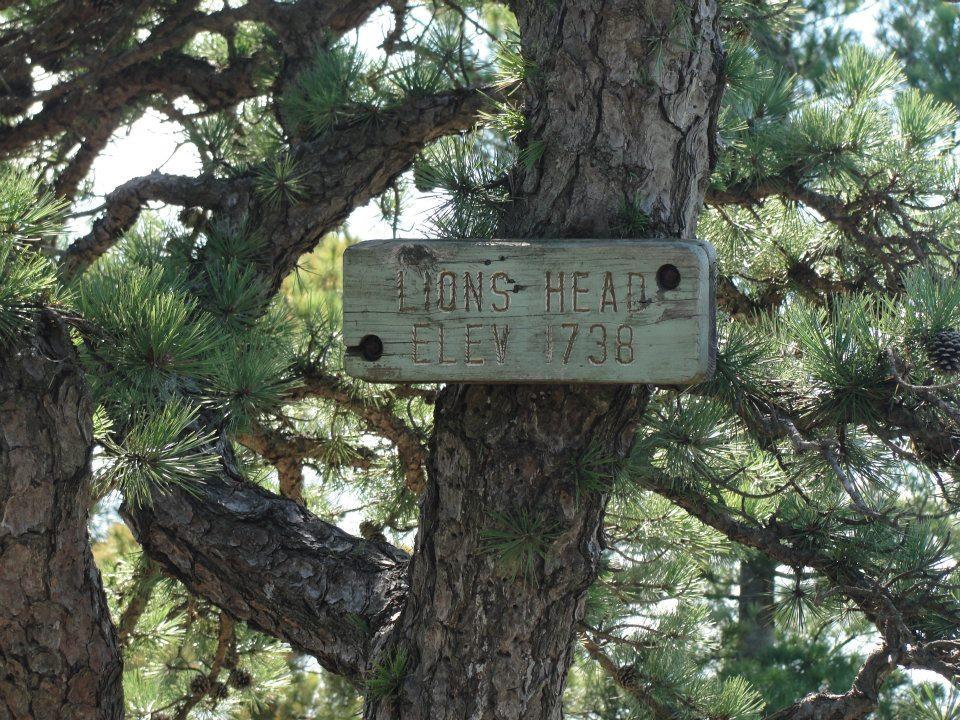 LIONS HEAD
ELEV 1738